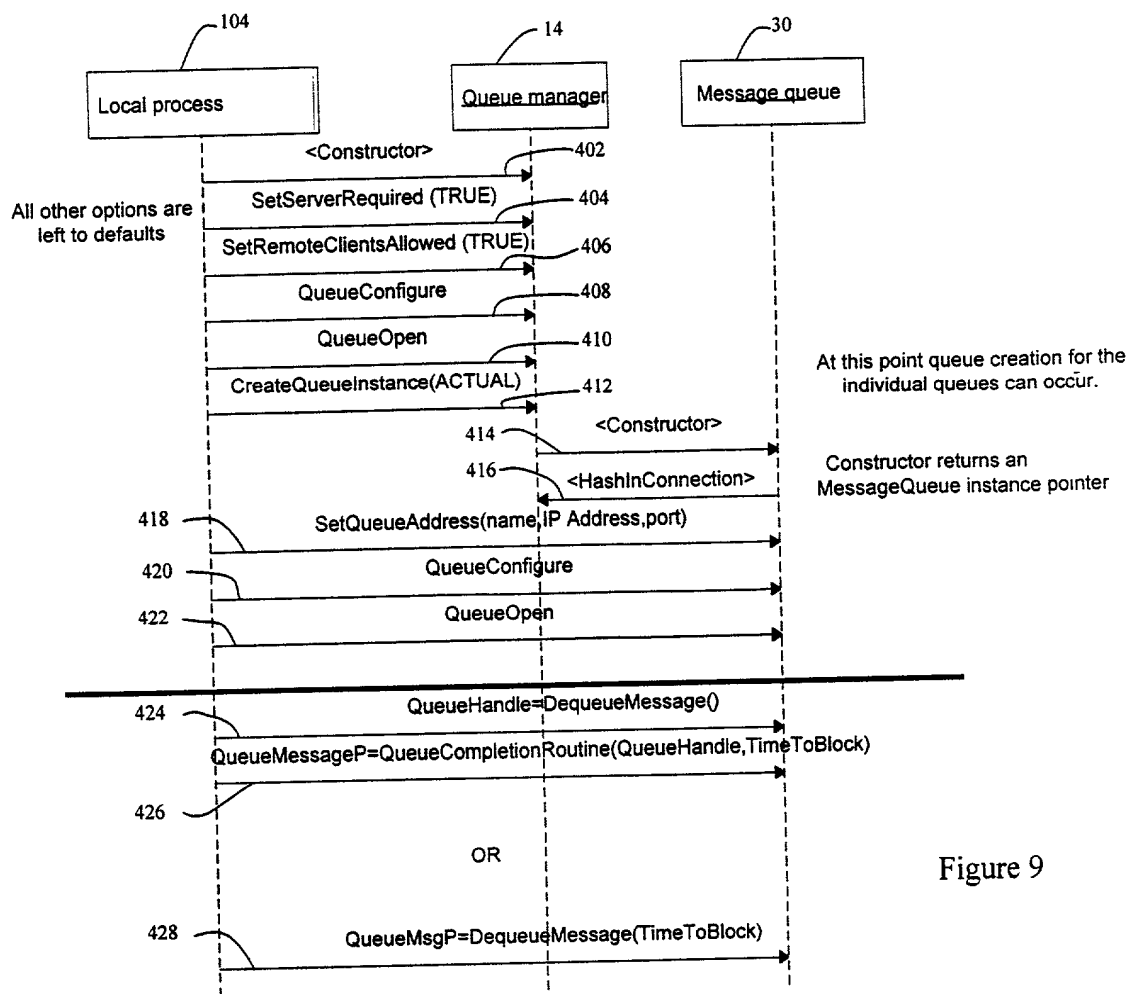 104
14
30
Local process
Queue manager
Message queue
<Constructor>
402
All other options are
left to defaults
SetServerRequired (TRUE)
404
SetRemoteClientsAllowed (TRUE)
406
QueueConfigure
408
QueueOpen
410
CreateQueueInstance(ACTUAL)
412
At this point queue creation for the
individual queues can occur.
414
<Constructor>
416
<HashInConnection>
Constructor returns an
MessageQueue instance pointer
418
SetQueueAddress(name,IP Address,port)
420
QueueConfigure
422
QueueOpen
424
QueueHandle=DequeueMessage()
QueueMessageP=QueueCompletionRoutine(QueueHandle,TimeToBlock)
426
OR
Figure 9
428
QueueMsgP=DequeueMessage(TimeToBlock)